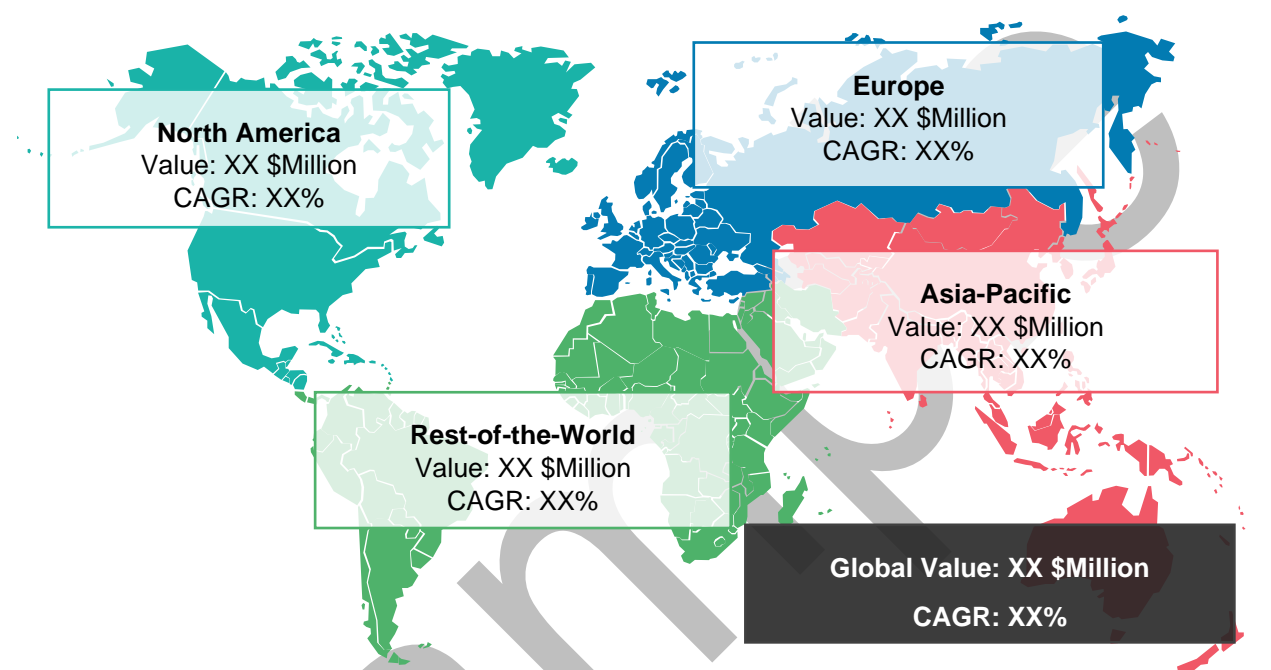 Europe
Value: XX $Million
CAGR: XX%
North America
Value: XX $Million
CAGR: XX%
Asia-Pacific
Value: XX $Million
CAGR: XX%
Rest-of-the-World
Value: XX $Million
CAGR: XX%
Global Value: XX $Million
CAGR: XX%